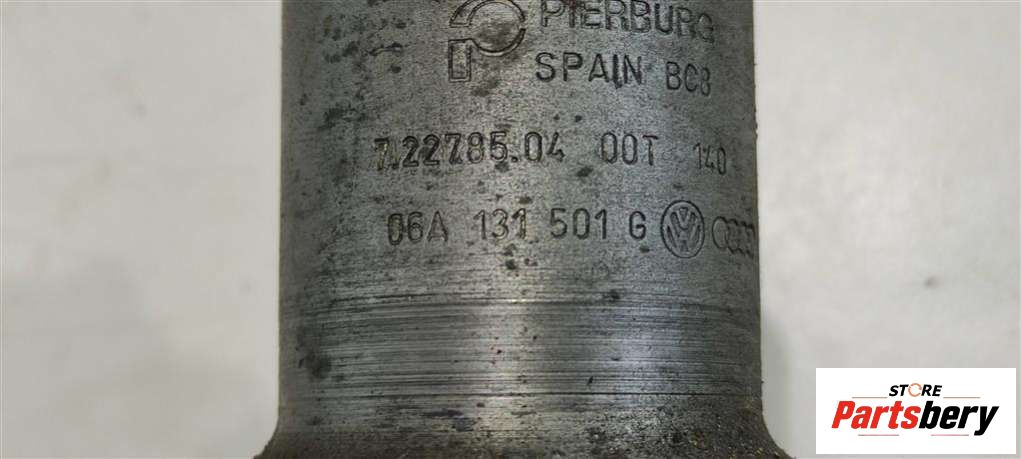 PIERBURG
SPAIN BC8
7.22785.04 00T 140
06A 131 501 G
STORE
Partsbery